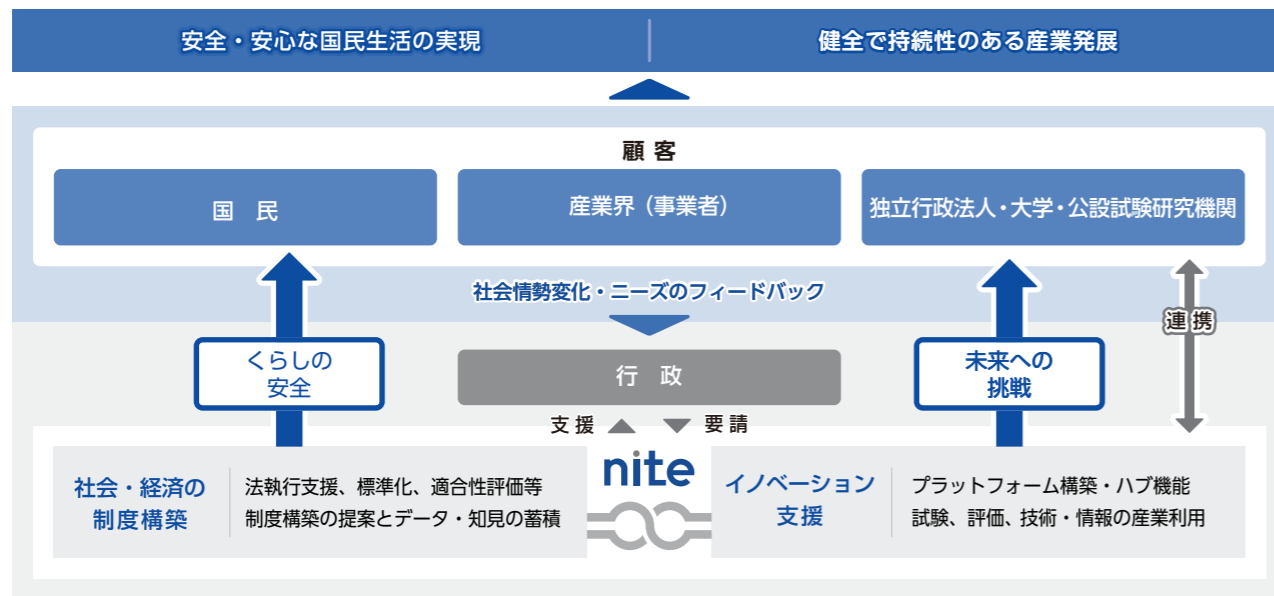 安全・安心な国民生活の実現
健全で持続性のある産業発展
顧客
国 民
産業界（事業者）
独立行政法人・大学・公設試験研究機関
社会情勢変化・ニーズのフィードバック
連携
くらしの
安全
行 政
未来への
挑戦
支援
要請
nite
社会・経済の
制度構築
法執行支援、標準化、適合性評価等
制度構築の提案とデータ・知見の蓄積
イノベーション
支援
プラットフォーム構築・ハブ機能
試験、評価、技術・情報の産業利用